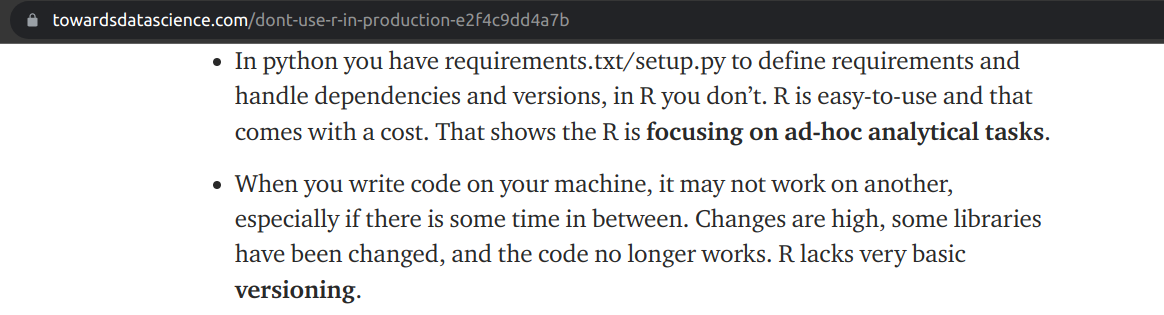 towardsdatascience.com/dont-use-r-in-production-e2f4c9dd4a7b
• In python you have requirements.txt/setup.py to define requirements and
handle dependencies and versions, in R you don’t. R is easy-to-use and that
comes with a cost. That shows the R is focusing on ad-hoc analytical tasks.
• When you write code on your machine, it may not work on another,
especially if there is some time in between. Changes are high, some libraries
have been changed, and the code no longer works. R lacks very basic
versioning.